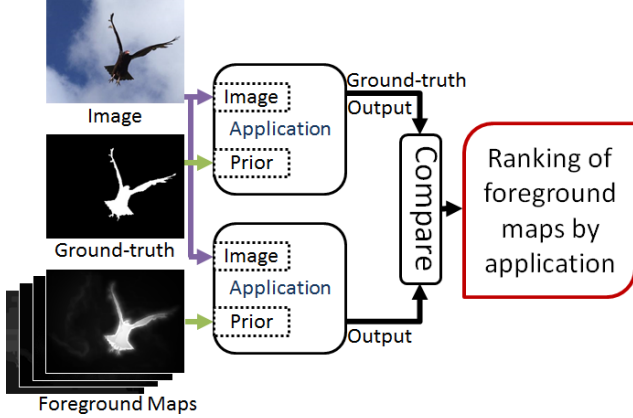 Image
Ground-truth
Foreground Maps
Image
Application
Prior
Image
Application
Prior
Ground-truth
Output
Output
Compare
Ranking of
foreground
maps by
application